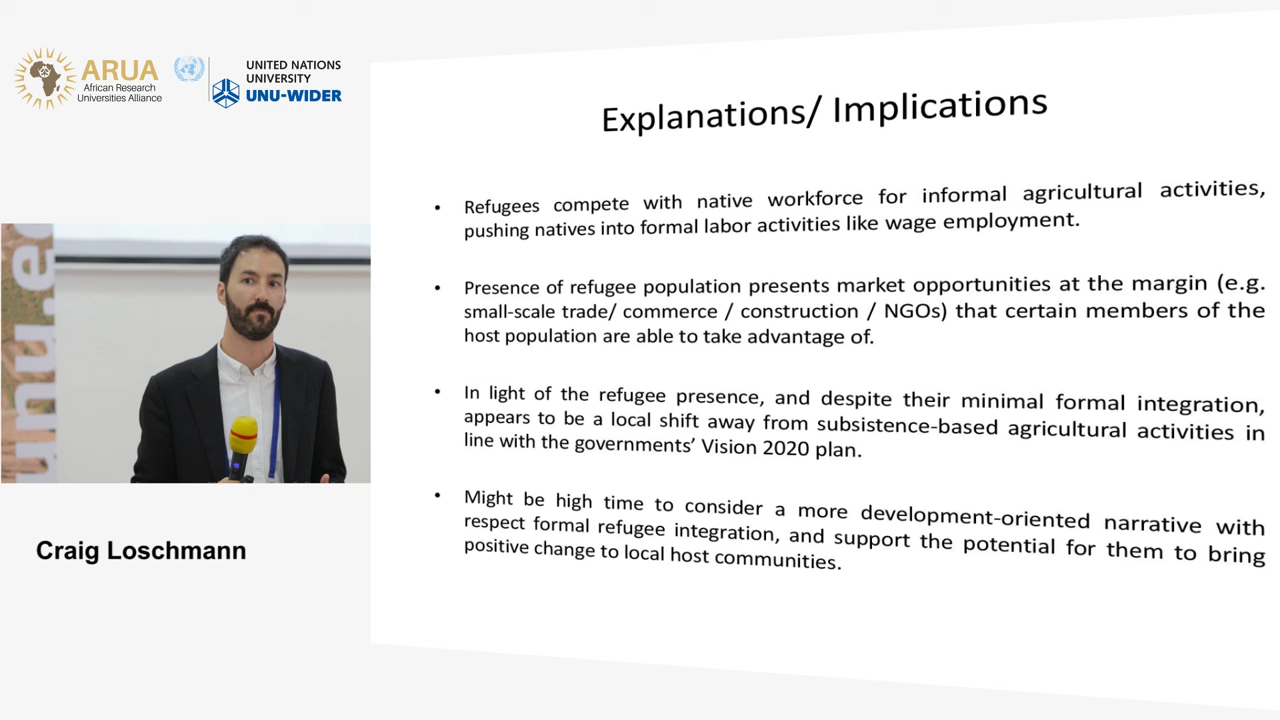 ARUA
African Research
Universities Alliance
UNITED NATIONS
UNIVERSITY
UNU-WIDER
Explanations/ Implications
• Refugees compete with native workforce for informal agricultural activities,
pushing natives into formal labor activities like wage employment.
• Presence of refugee population presents market opportunities at the margin (e.g.
small-scale trade/ commerce / construction / NGOs) that certain members of the
host population are able to take advantage of.
• In light of the refugee presence, and despite their minimal formal integration,
appears to be a local shift away from subsistence-based agricultural activities in
line with the governments’ Vision 2020 plan.
• Might be high time to consider a more development-oriented narrative with
respect formal refugee integration, and support the potential for them to bring
positive change to local host communities.
unu.e
Craig Loschmann